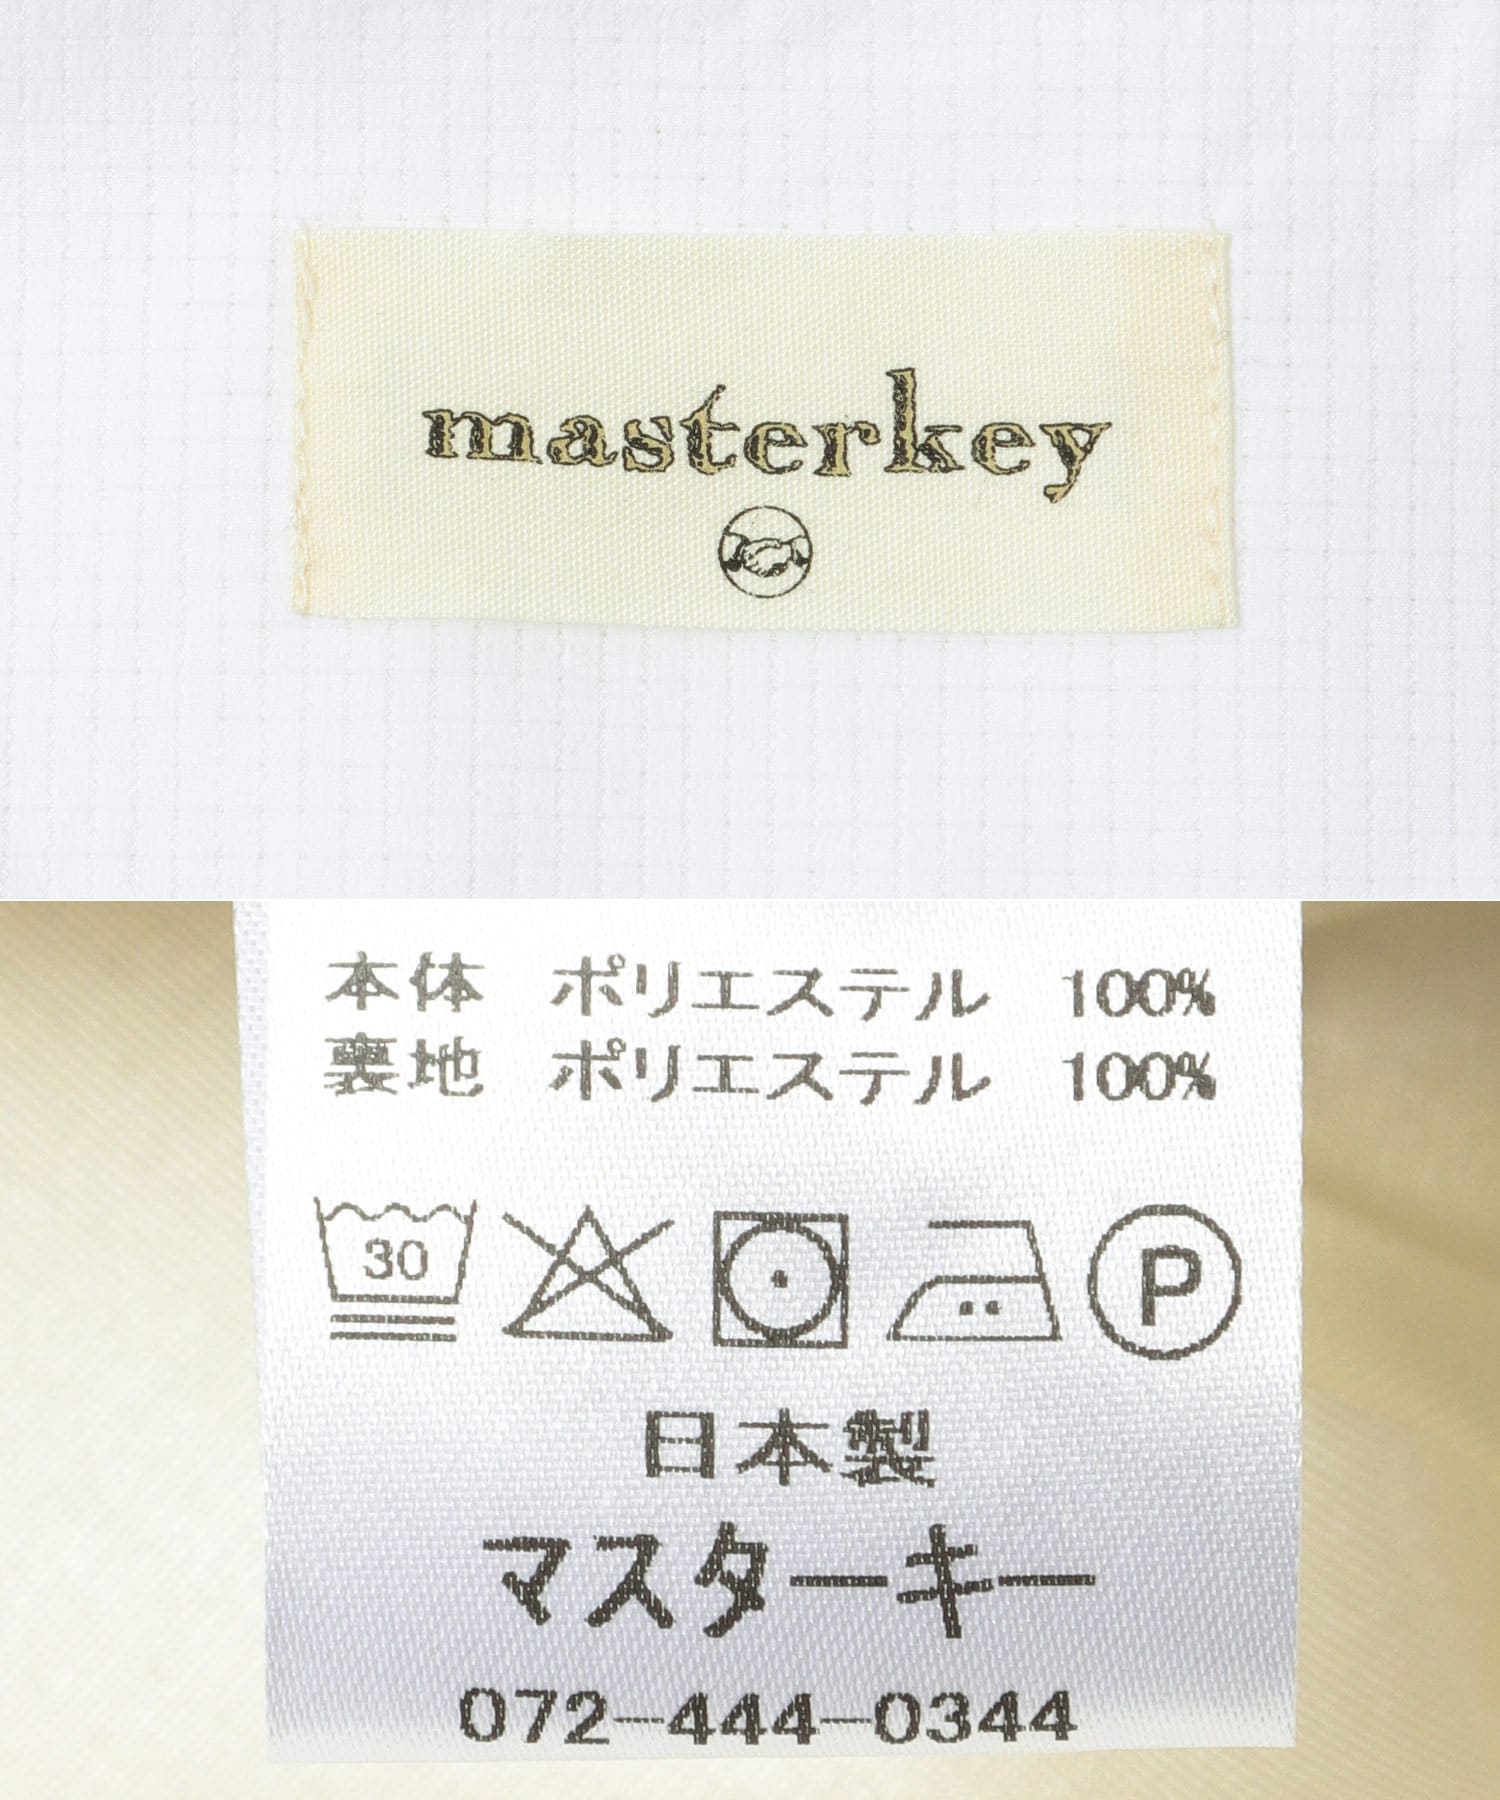 masterkey
本体 ポリエステル 100%
裏地 ポリエステル 100%
30 P
日本製
マスターキー
072-444-0344